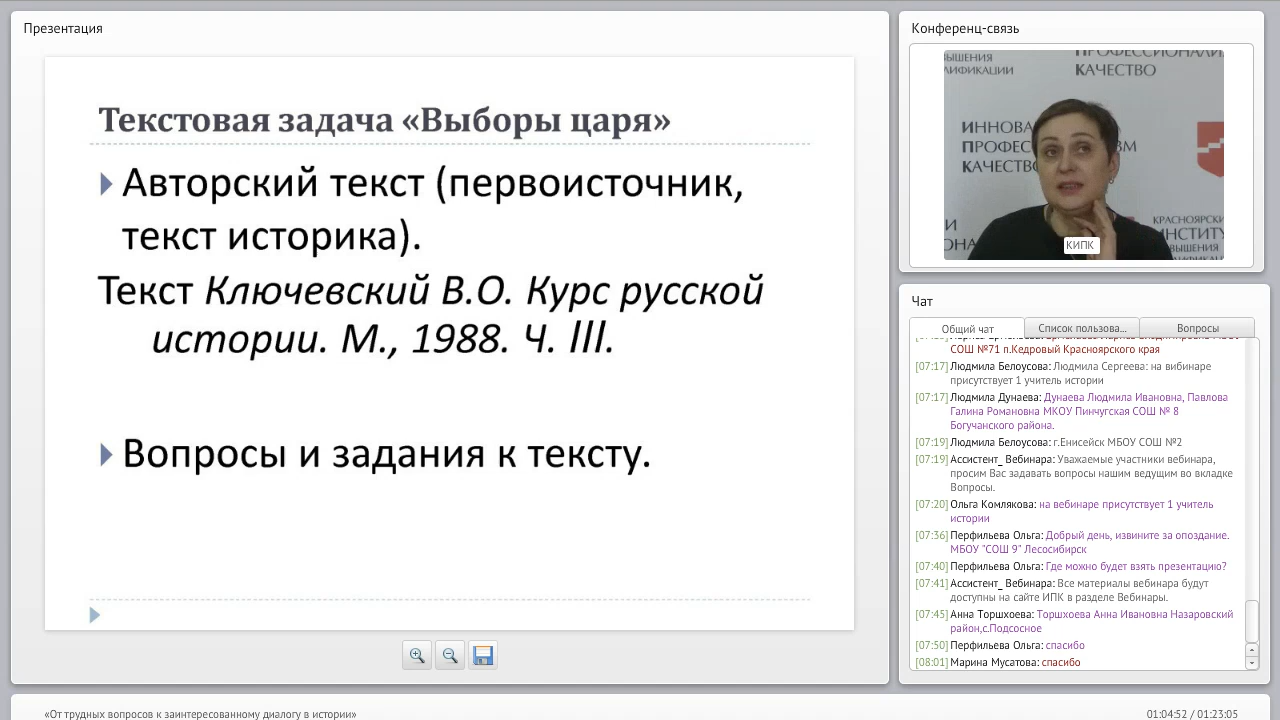 Презентация
Текстовая задача «Выборы царя»
Авторский текст (первоисточник,
текст историка).
Текст Ключевский В.О. Курс русской
истории. М., 1988. Ч. III.
Вопросы и задания к тексту.
«От трудных вопросов к заинтересованному диалогу в истории»
01:04:52 / 01:23:05
Конференц-связь
КАЧЕСТВО
КИПК
Чат
Общий чат
Список пользова...
Вопросы
СОШ №71 п.Кедровый Красноярского края
[07:17] Людмила Белоусова: Людмила Сергеева: на вибинаре
присутствует 1 учитель истории
[07:17] Людмила Дунаева: Дунаева Людмила Ивановна, Павлова
Галина Романовна МКОУ Пинчугская СОШ № 8
Богучанского района.
[07:19] Людмила Белоусова: г.Енисейск МБОУ СОШ №2
[07:19] Ассистент_ Вебинара: Уважаемые участники вебинара,
просим Вас задавать вопросы нашим ведущим во вкладке
Вопросы.
[07:20] Ольга Комлякова: на вебинаре присутствует 1 учитель
истории
[07:36] Перфильева Ольга: Добрый день, извините за опоздание.
МБОУ "СОШ 9" Лесосибирск
[07:40] Перфильева Ольга: Где можно будет взять презентацию?
[07:41] Ассистент_ Вебинара: Все материалы вебинара будут
доступны на сайте ИПК в разделе Вебинары.
[07:45] Анна Торшхоева: Торшхоева Анна Ивановна Назаровский
район,с.Подсосное
[07:50] Перфильева Ольга: спасибо
[08:01] Марина Мусатова: спасибо